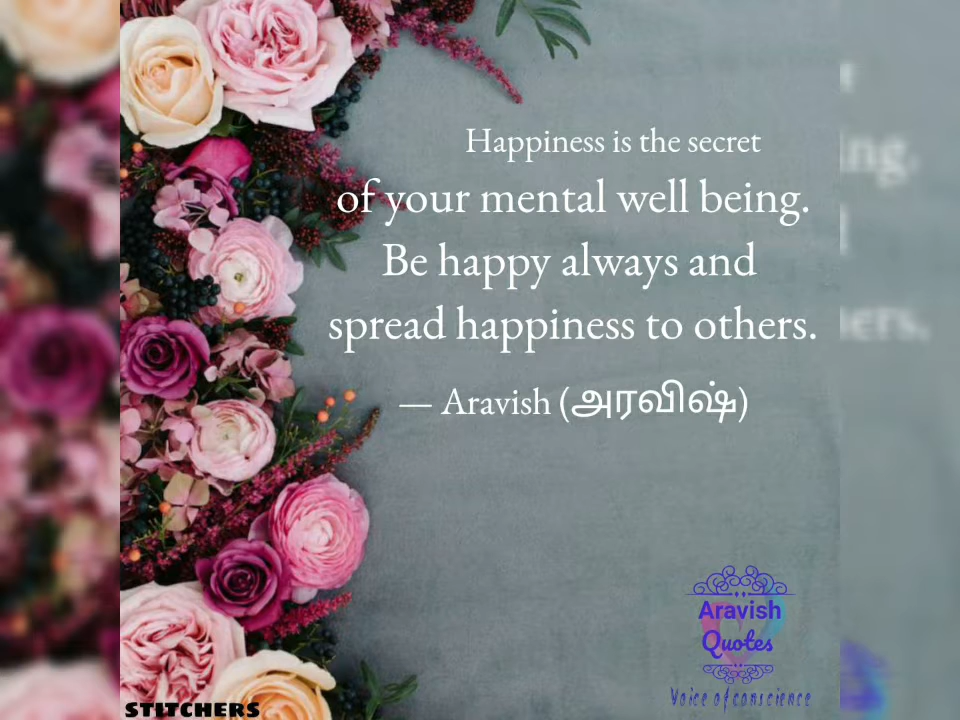 Happiness is the secret
of your mental well being.
Be happy always and
spread happiness to others.
— Aravish (அரவிஷ்)
Aravish
Quotes
Voice of conscience
STITCHERS